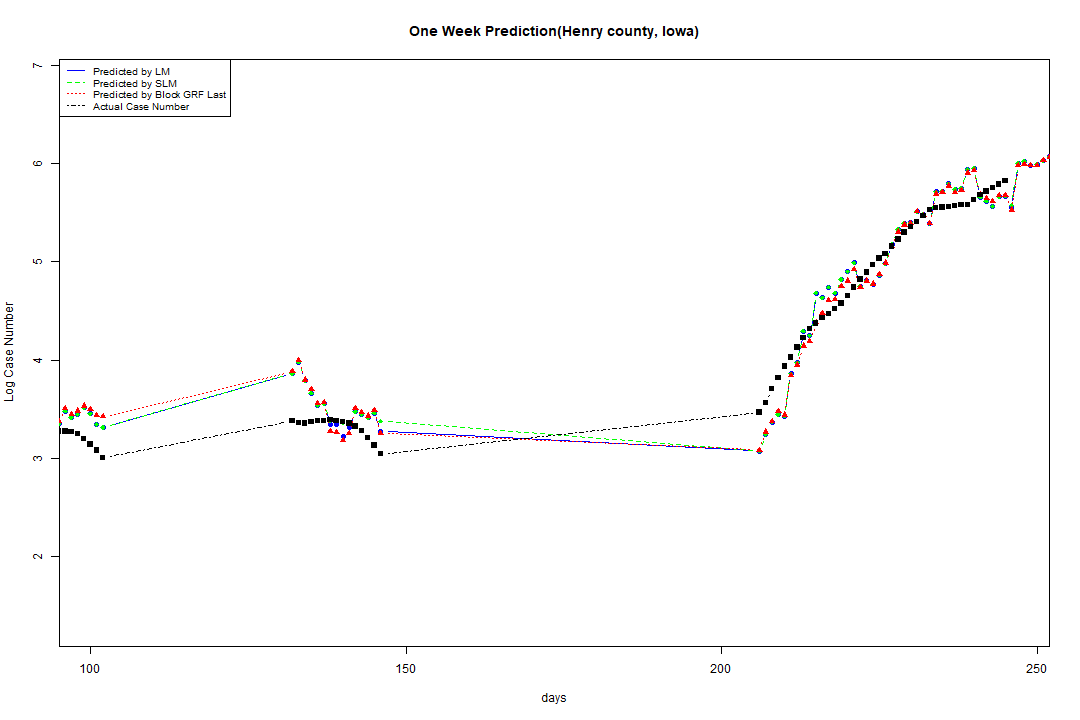 One Week Prediction(Henry county, Iowa)
Predicted by LM
Predicted by SLM
Predicted by Block GRF Last
Actual Case Number
7
6
5
4
3
2
Log Case Number
100 150 200 250
days